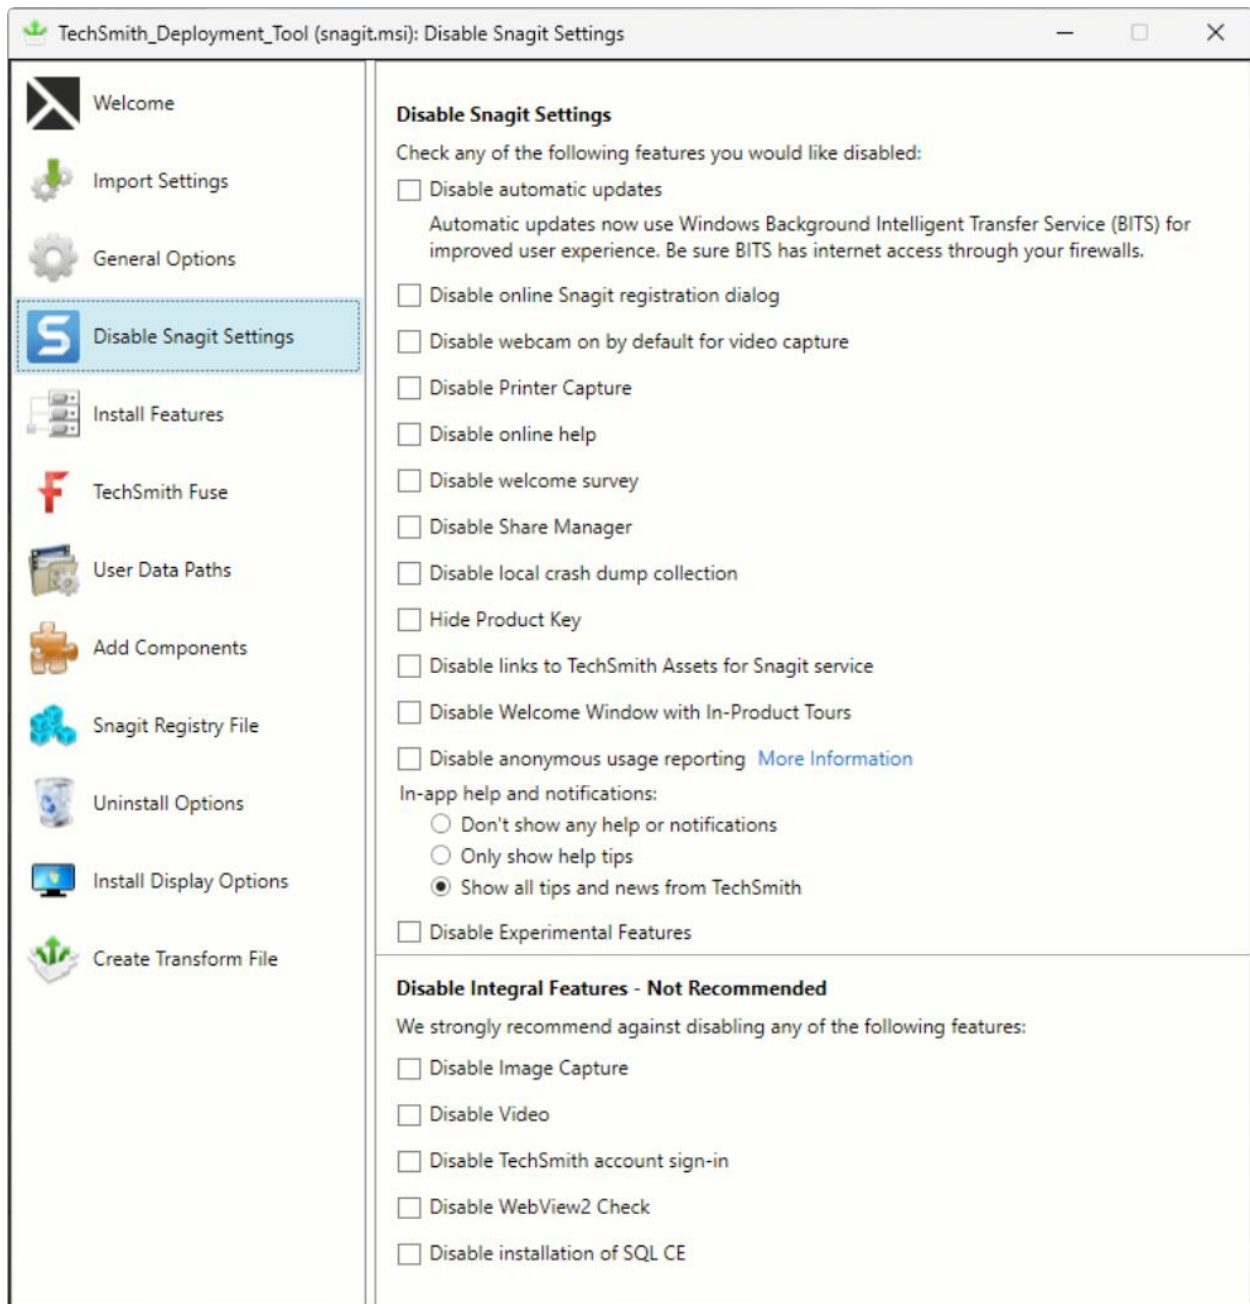 TechSmith_Deployment_Tool (snagit.msi): Disable Snagit Settings
Welcome
Import Settings
General Options
Disable Snagit Settings
Install Features
TechSmith Fuse
User Data Paths
Add Components
Snagit Registry File
Uninstall Options
Install Display Options
Create Transform File
Disable Snagit Settings
Check any of the following features you would like disabled:
Disable automatic updates
Automatic updates now use Windows Background Intelligent Transfer Service (BITS) for
improved user experience. Be sure BITS has internet access through your firewalls.
Disable online Snagit registration dialog
Disable webcam on by default for video capture
Disable Printer Capture
Disable online help
Disable welcome survey
Disable Share Manager
Disable local crash dump collection
Hide Product Key
Disable links to TechSmith Assets for Snagit service
Disable Welcome Window with In-Product Tours
Disable anonymous usage reporting More Information
In-app help and notifications:
Don't show any help or notifications
Only show help tips
Show all tips and news from TechSmith
Disable Experimental Features
Disable Integral Features - Not Recommended
We strongly recommend against disabling any of the following features:
Disable Image Capture
Disable Video
Disable TechSmith account sign-in
Disable WebView2 Check
Disable installation of SQL CE